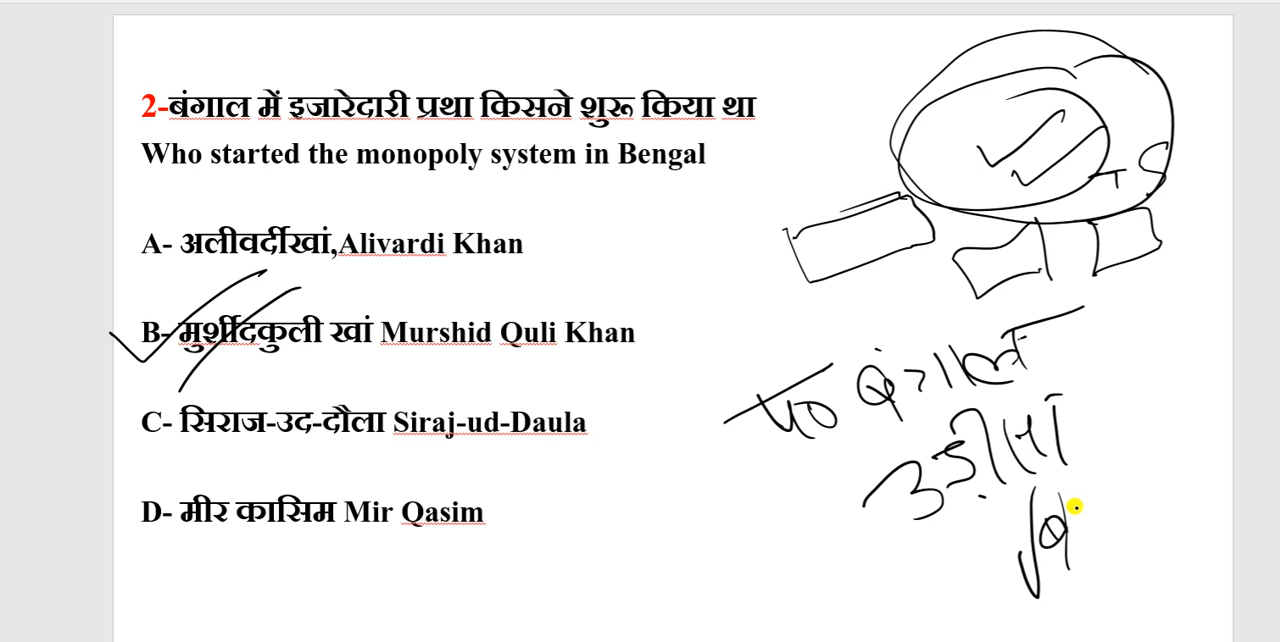 2-बंगाल में इजारेदारी प्रथा किसने शुरू किया था
Who started the monopoly system in Bengal
A- अलीवर्दीखां,Alivardi Khan
B- मुर्शीदकुली खां Murshid Quli Khan
C- सिराज-उद-दौला Siraj-ud-Daula
D- मीर कासिम Mir Qasim
उड़ीसा